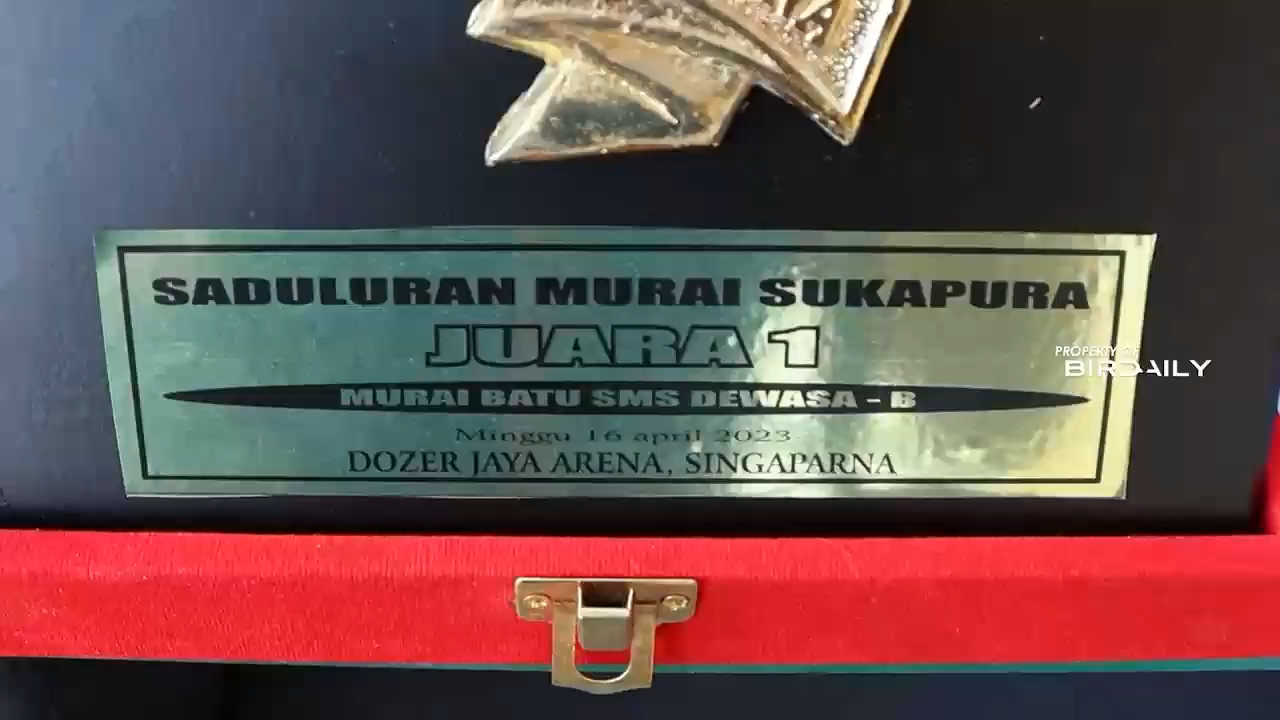 SADULURAN MURAI SUKAPURA
JUARA 1
MURAI BATU SMS DEWASA - B
Minggu 16 april 2023
DOZER JAYA ARENA, SINGAPARNA
PROPERTY OF
BIRDAILY